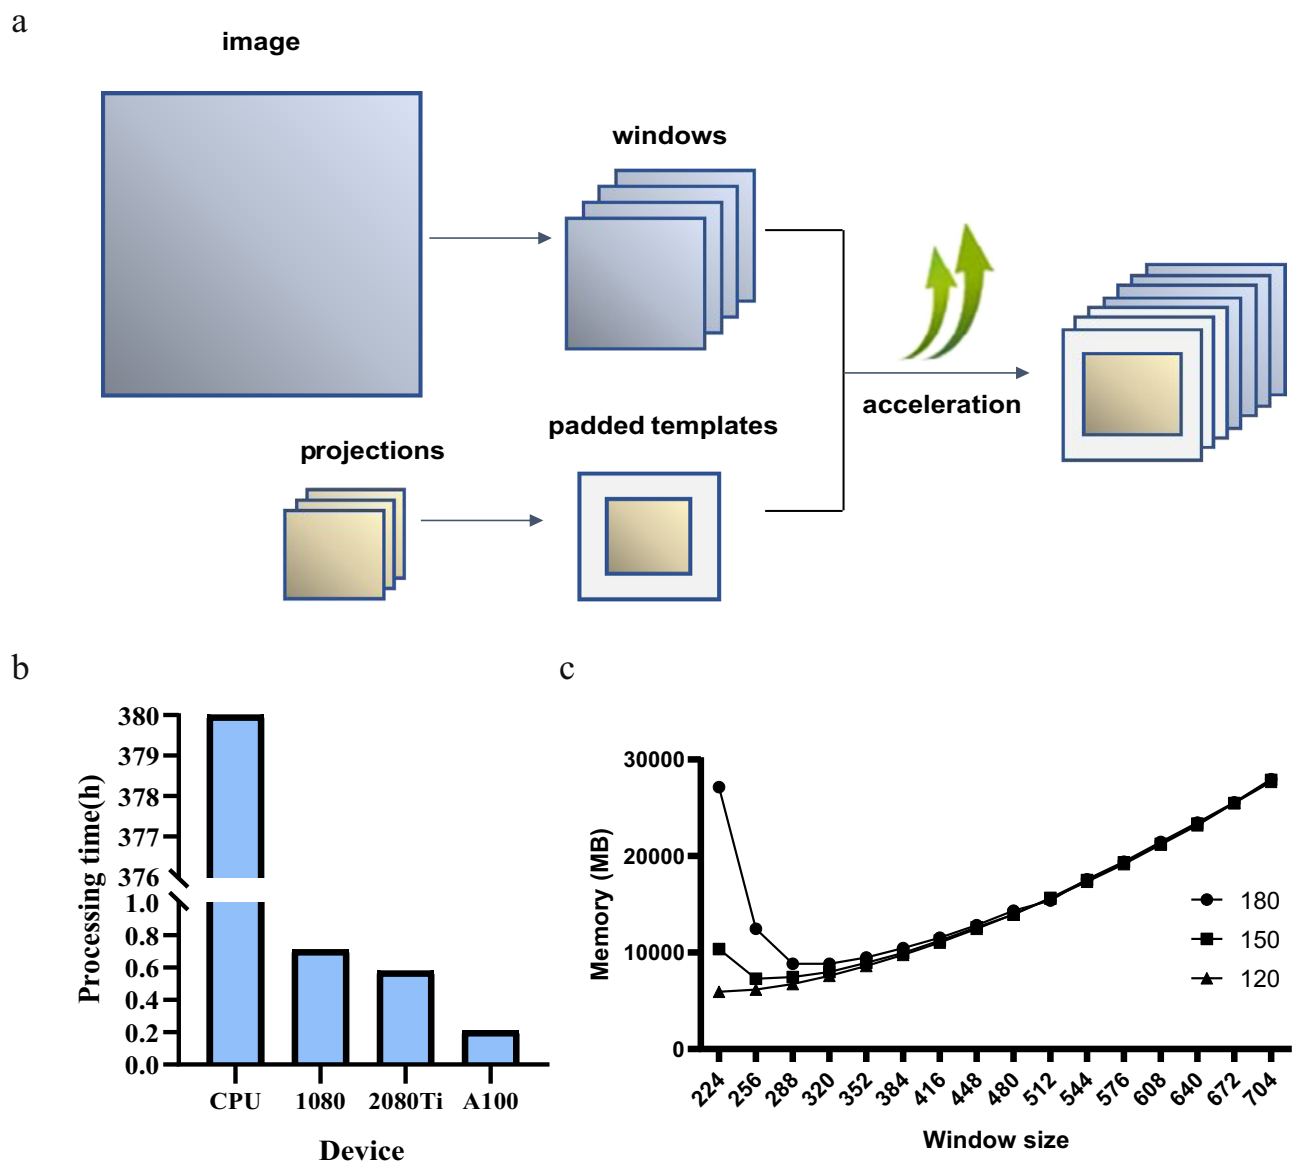 a
image
windows
acceleration
padded templates
projections
b
380
379
378
377
376
1.0
0.8
0.6
0.4
0.2
0.0
Processing time(h)
CPU 1080 2080Ti A100
Device
c
30000
20000
10000
0
Memory (MB)
180
150
120
224 256 288 320 352 384 416 448 480 512 544 576 608 640 672 704
Window size